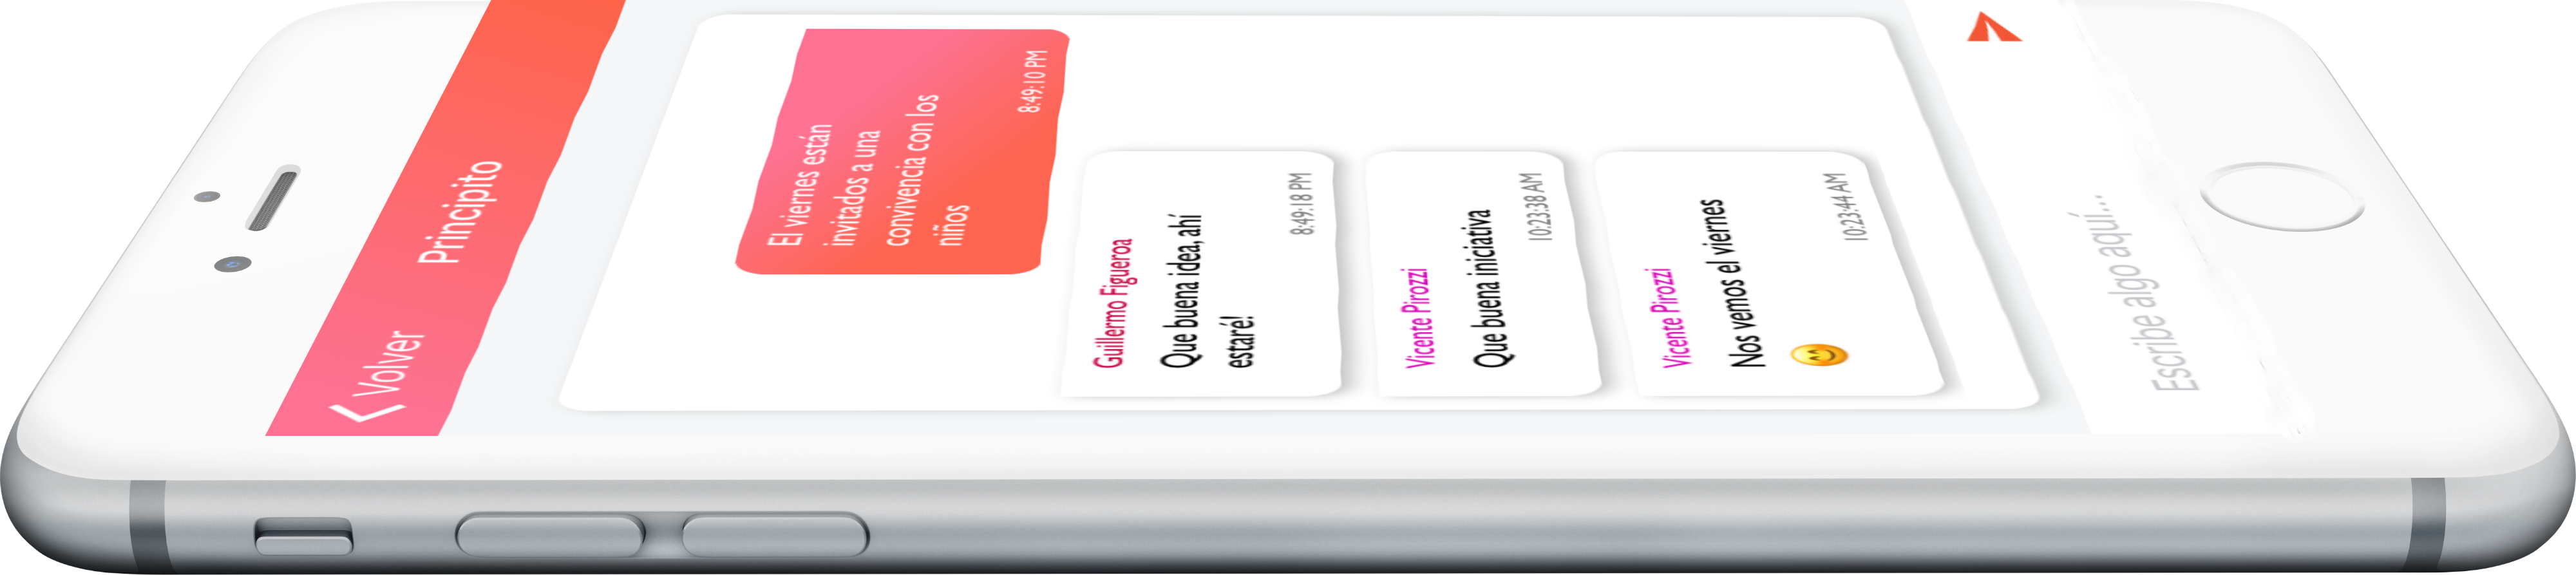 Volver
Principito
El viernes están
invitados a una
convivencia con los
niños
8:49:10 PM
Guillermo Figueroa
Que buena idea, ahí
estaré!
8:49:18 PM
Vicente Pirozzi
Que buena iniciativa
10:23:38 AM
Vicente Pirozzi
Nos vemos el viernes
😊
10:23:44 AM
Escribe algo aquí...